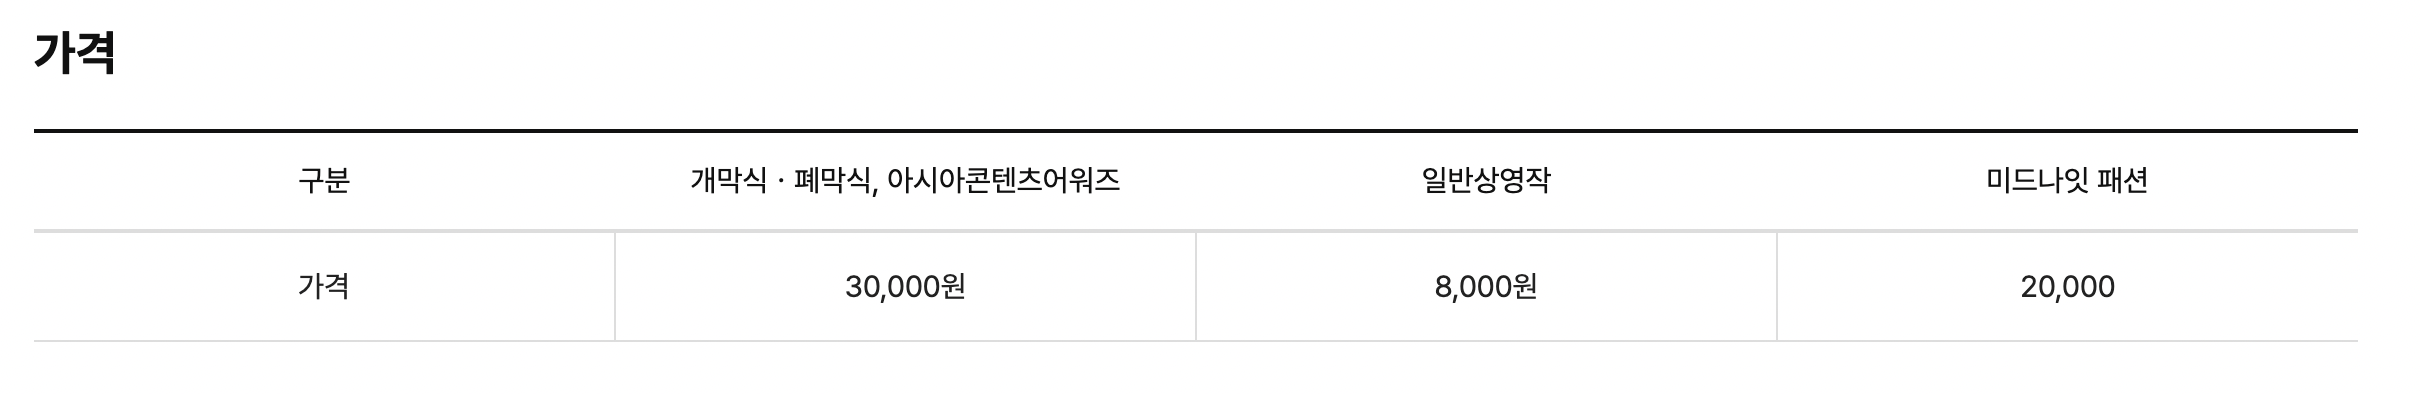 가격
구분 개막식 · 폐막식, 아시아콘텐츠어워즈 일반상영작 미드나잇 패션
가격 30,000원 8,000원 20,000